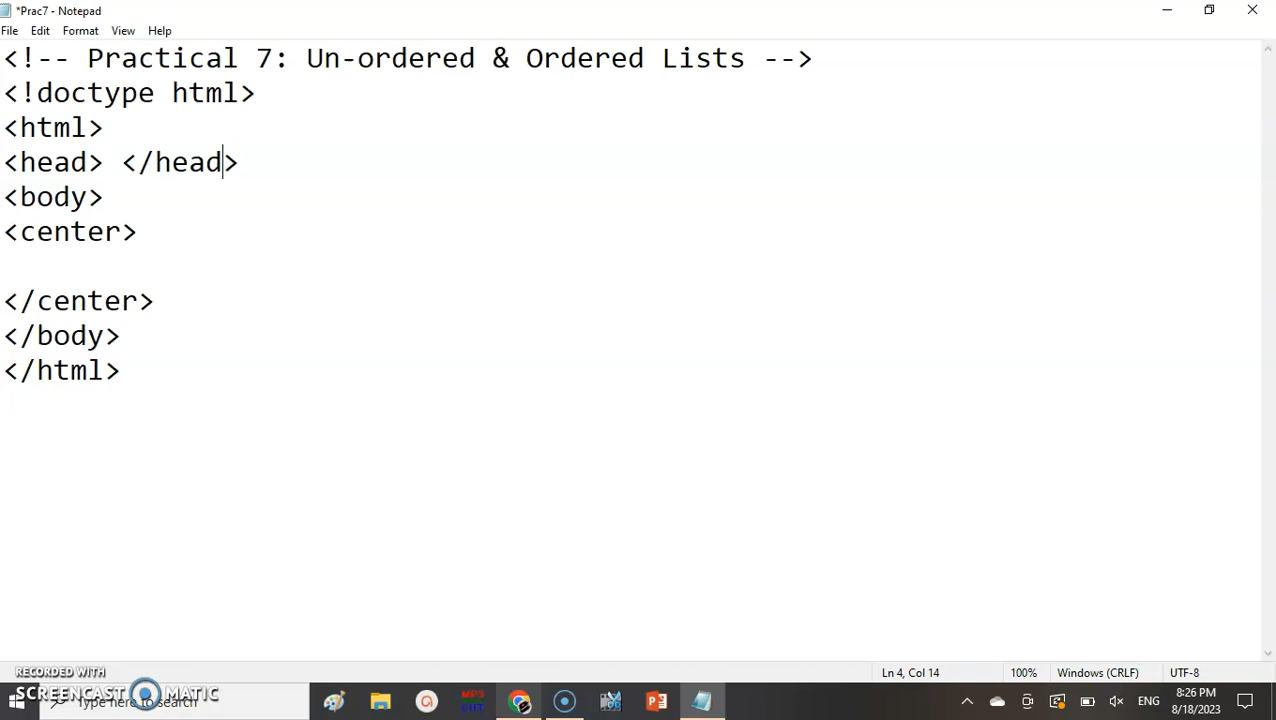 *Prac7 - Notepad
File Edit Format View Help
<!-- Practical 7: Un-ordered & Ordered Lists -->
<!doctype html>
<html>
<head> </head>
<body>
<center>
</center>
</body>
</html>
Ln 4, Col 14 100% Windows (CRLF) UTF-8
RECORDED WITH
SCREENCAST MATIC
Type here to search
MP3
ENG
8:26 PM
8/18/2023